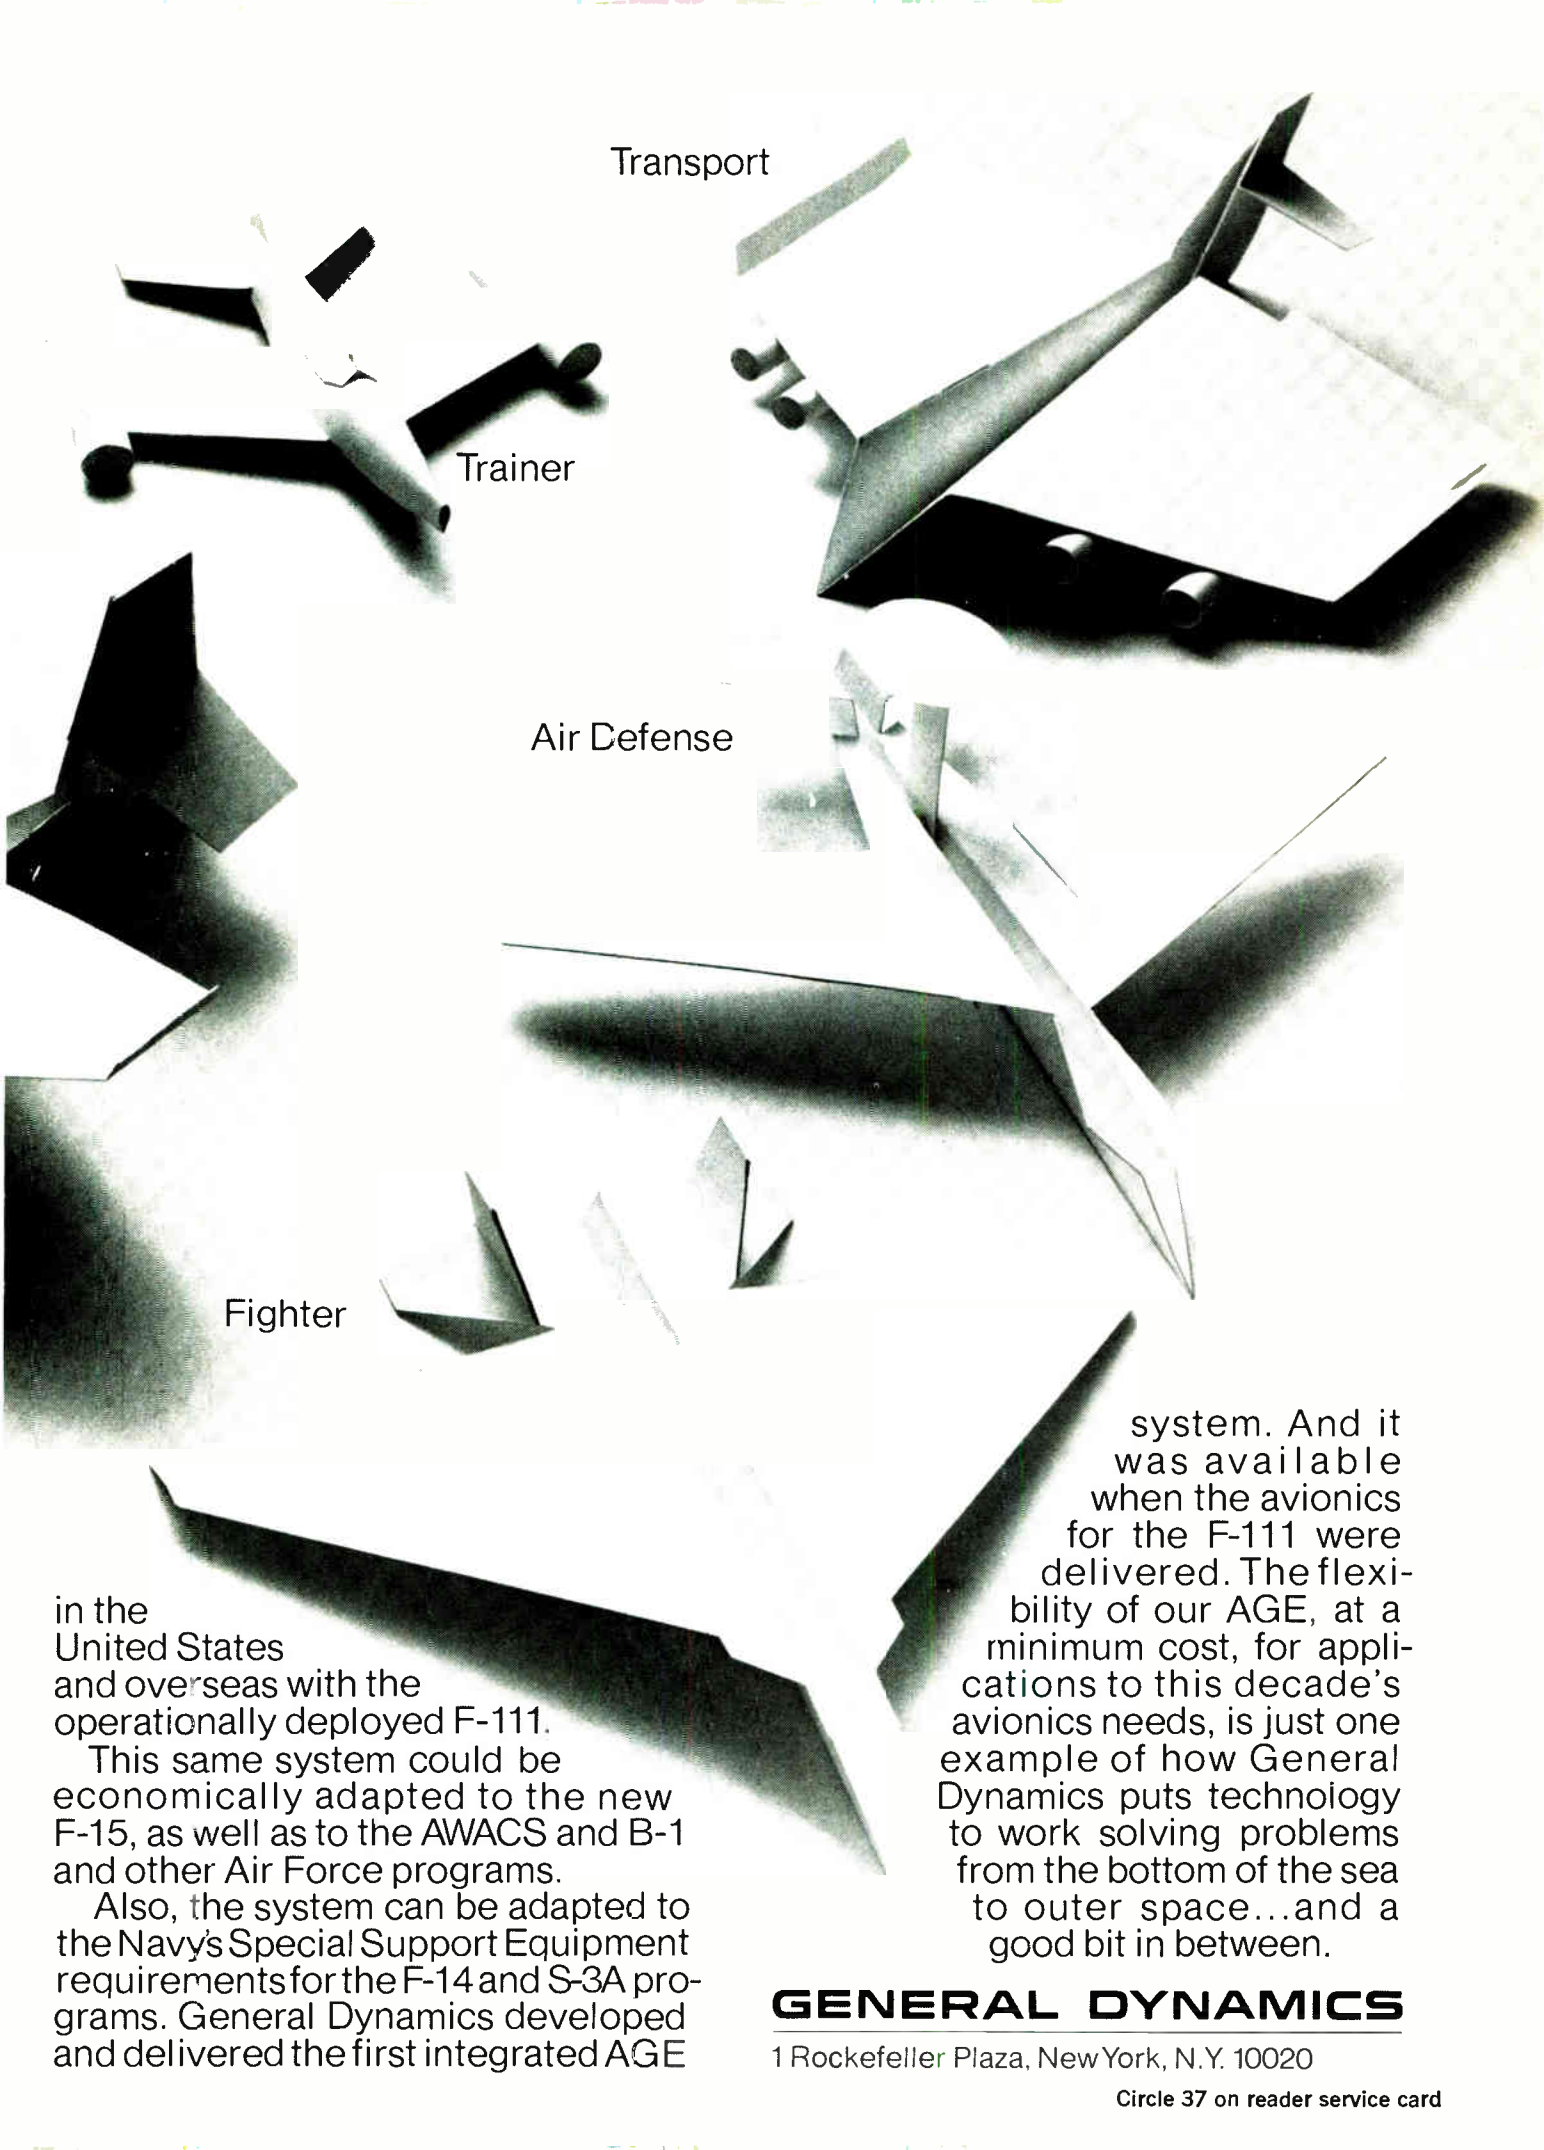 Transport
Trainer
Air Defense
Fighter
in the
United States
and overseas with the
operationally deployed F-111.
This same system could be
economically adapted to the new
F-15, as well as to the AWACS and B-1
and other Air Force programs.
Also, the system can be adapted to
the Navy's Special Support Equipment
requirements for the F-14 and S-3A pro-
grams. General Dynamics developed
and delivered the first integrated AGE
system. And it
was available
when the avionics
for the F-111 were
delivered. The flexi-
bility of our AGE, at a
minimum cost, for appli-
cations to this decade's
avionics needs, is just one
example of how General
Dynamics puts technology
to work solving problems
from the bottom of the sea
to outer space...and a
good bit in between.
GENERAL DYNAMICS
1 Rockefeller Plaza, New York, N.Y. 10020
Circle 37 on reader service card